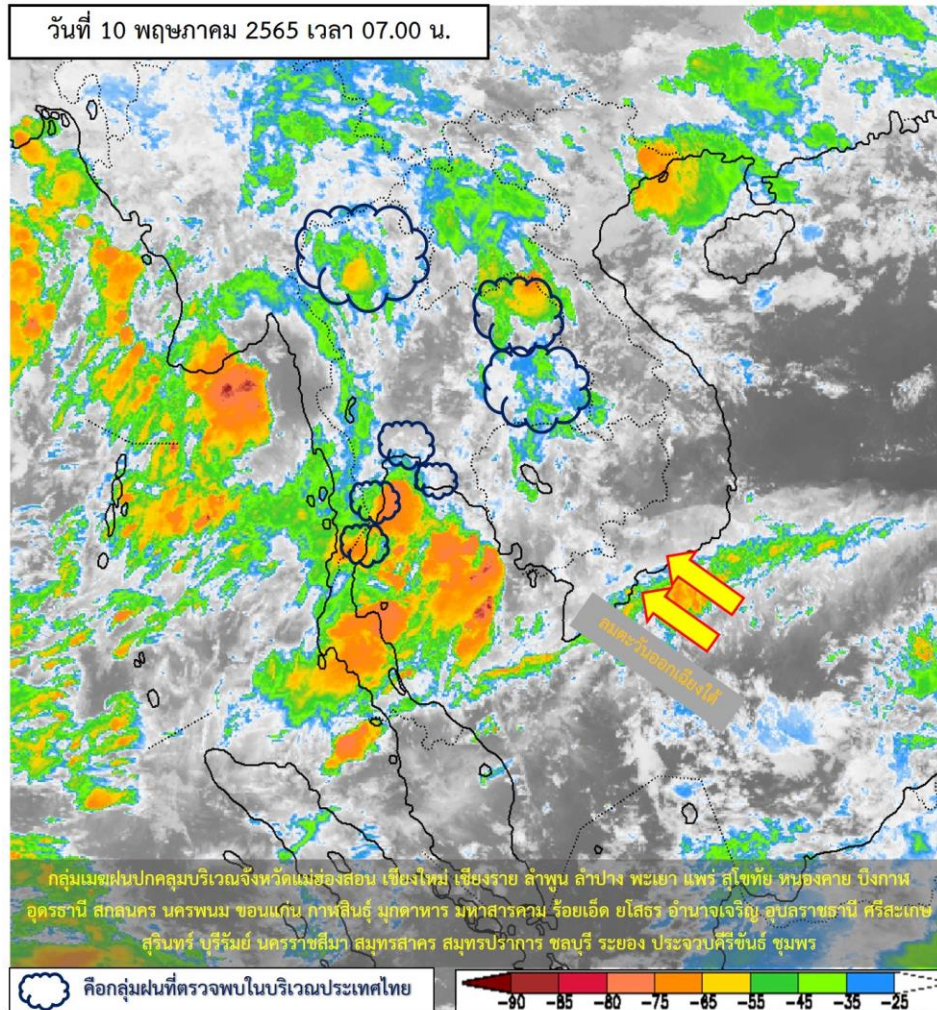 วันที่ 10 พฤษภาคม 2565 เวลา 07.00 น.
ลมตะวันออกเฉียงใต้
กลุ่มเมฆฝนปกคลุมบริเวณจังหวัดแม่ฮ่องสอน เชียงใหม่ เชียงราย ลำพูน ลำปาง พะเยา แพร่ สุโขทัย หนองคาย บึงกาฬ
อุดรธานี สกลนคร นครพนม ขอนแก่น กาฬสินธุ์ มุกดาหาร มหาสารคาม ร้อยเอ็ด ยโสธร อำนาจเจริญ อุบลราชธานี ศรีสะเกษ
สุรินทร์ บุรีรัมย์ นครราชสีมา สมุทรสาคร สมุทรปราการ ชลบุรี ระยอง ประจวบคีรีขันธ์ ชุมพร
คือกลุ่มฝนที่ตรวจพบในบริเวณประเทศไทย
-90 -85 -80 -75 -65 -55 -45 -35 -25